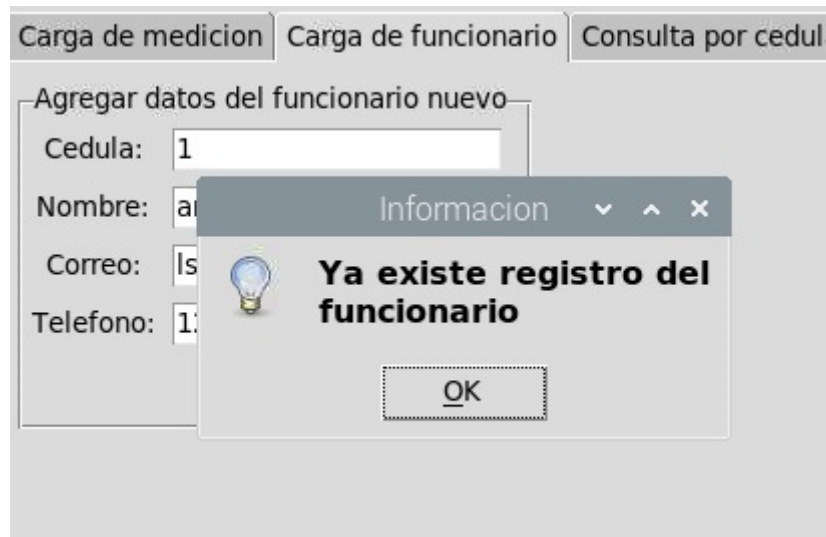 Carga de medicion Carga de funcionario Consulta por cedul
Agregar datos del funcionario nuevo
Cedula: 1
Nombre:
Informacion
Correo:
Ya existe registro del
funcionario
Telefono:
OK